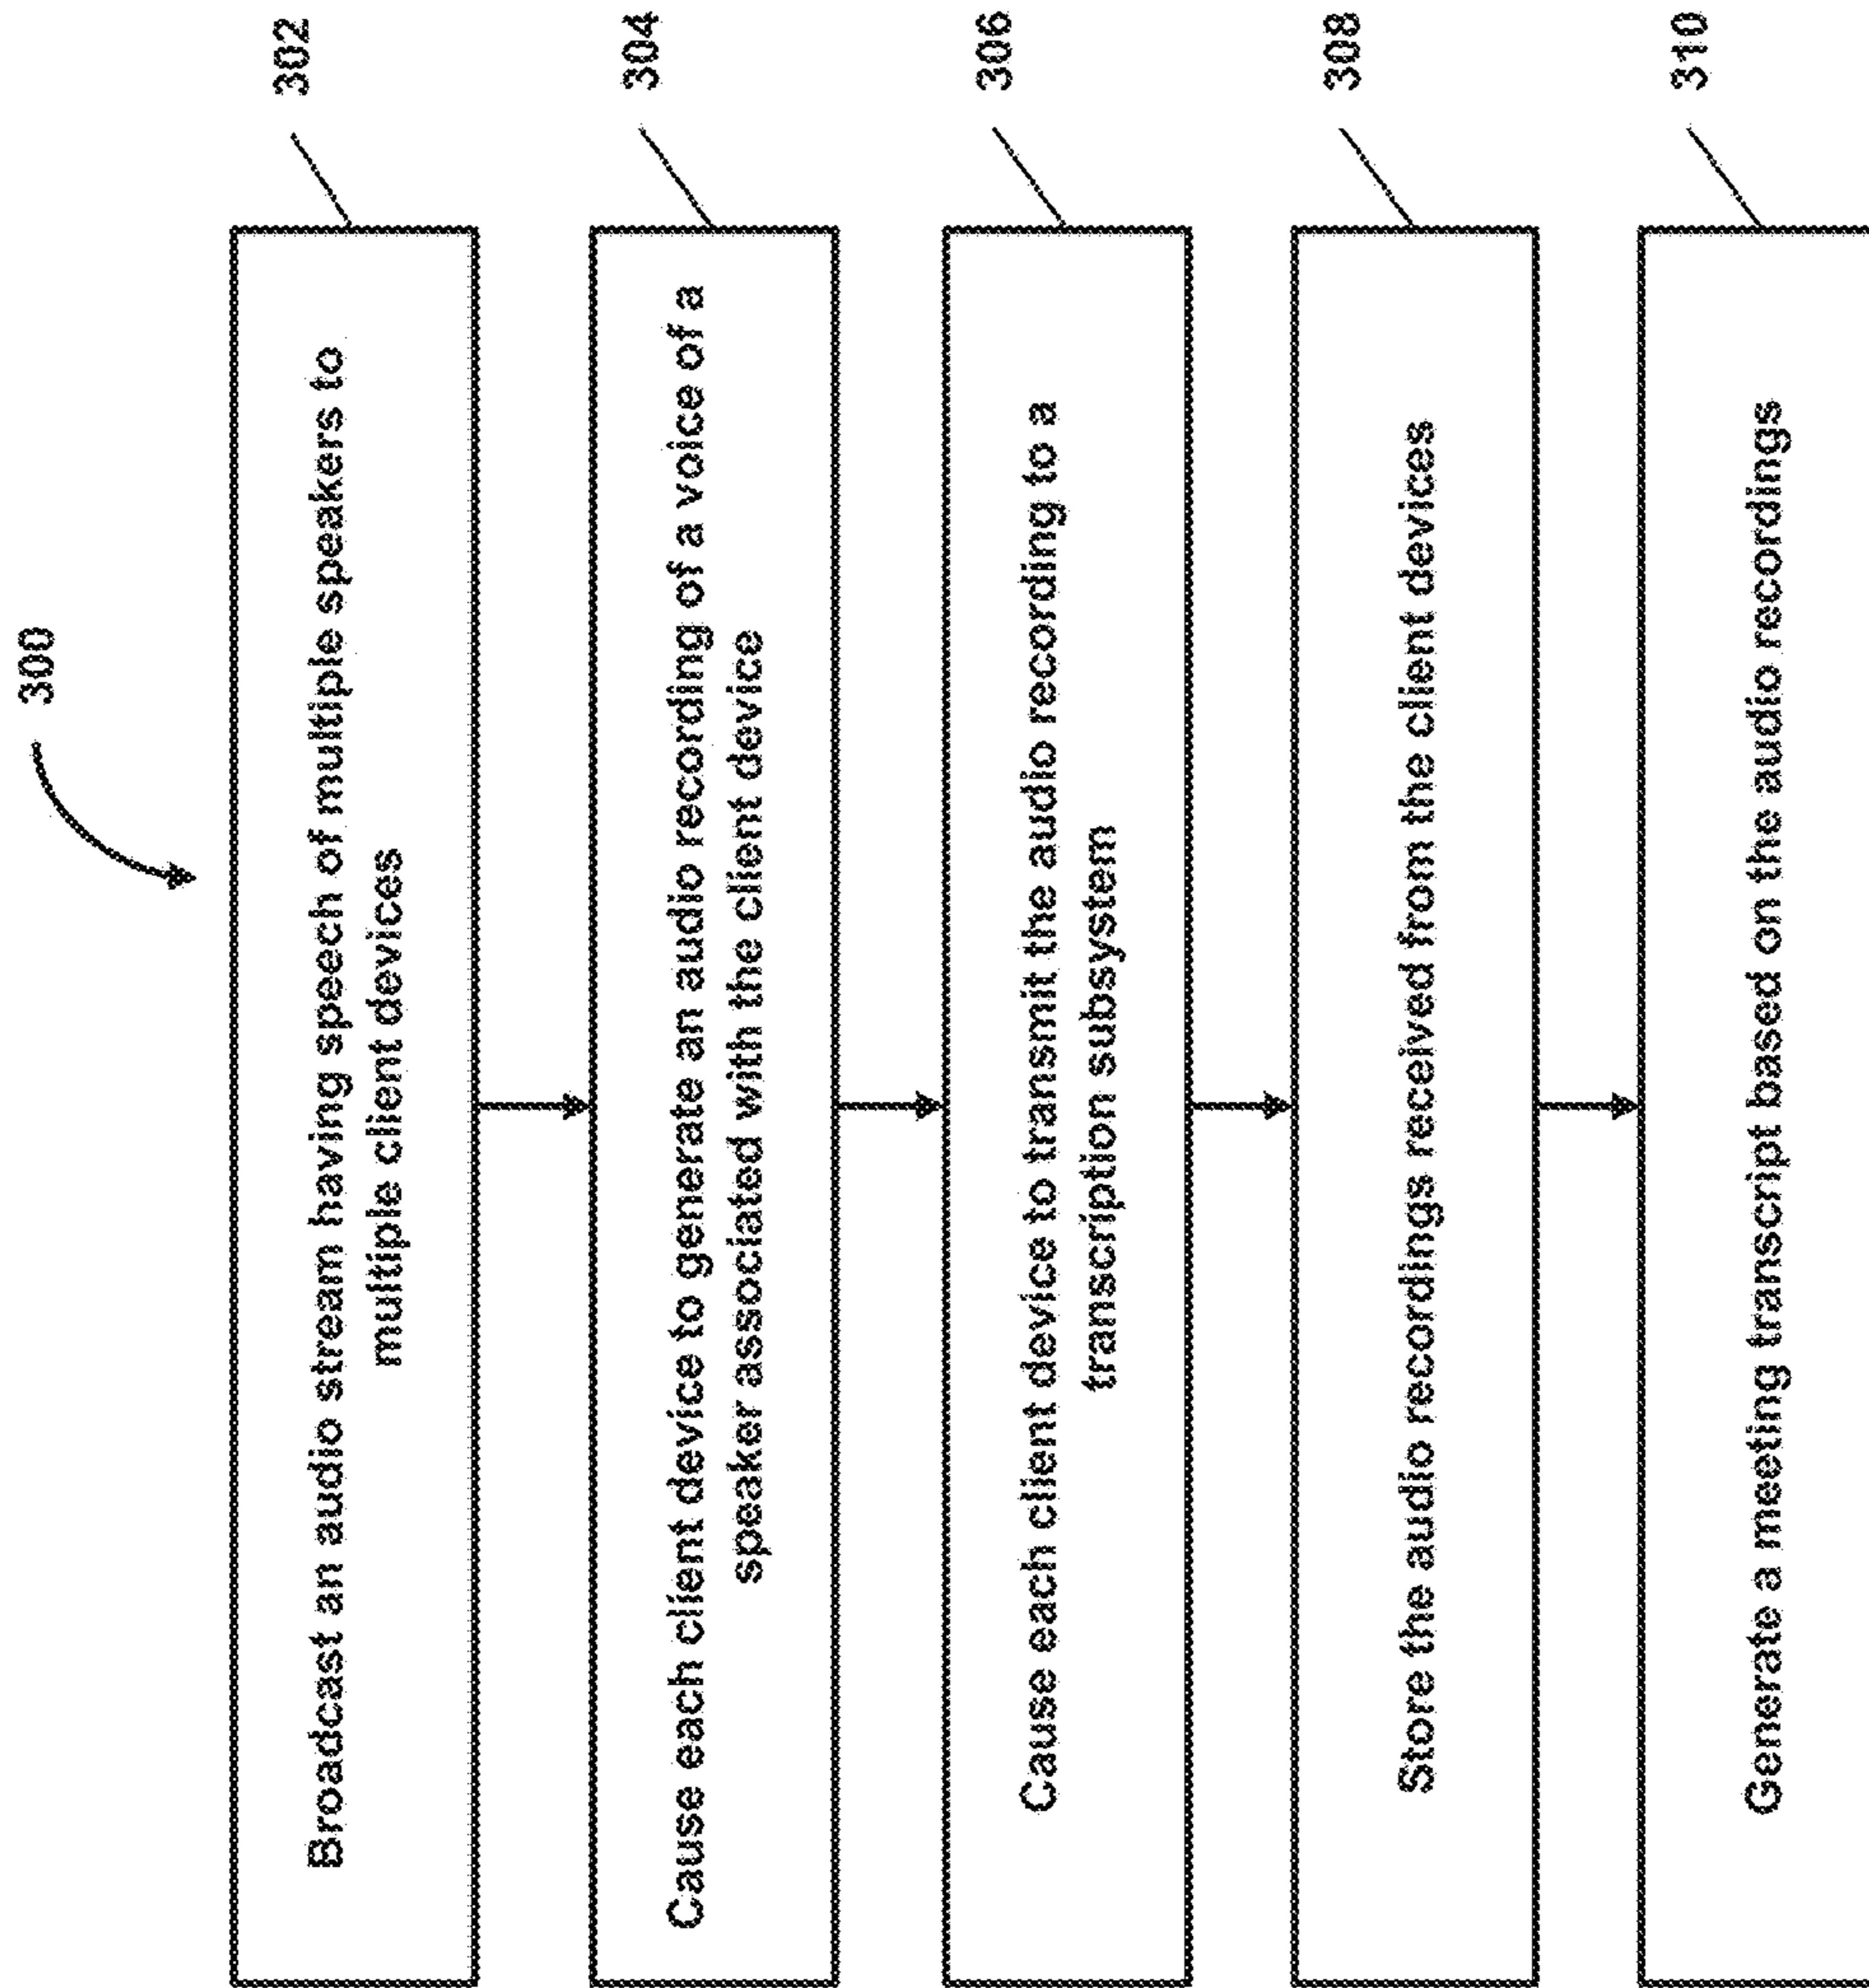 300
302
Broadcast an audio stream having speech of multiple speakers to
multiple client devices
304
Cause each client device to generate an audio recording of a voice of a
speaker associated with the client device
306
Cause each client device to transmit the audio recording to a
transcription subsystem
308
Store the audio recordings received from the client devices
310
Generate a meeting transcript based on the audio recordings